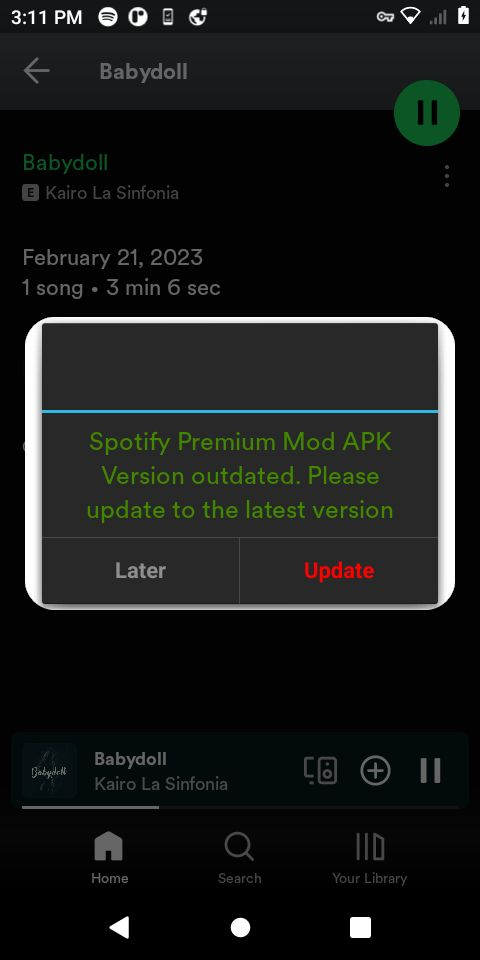 3:11 PM
Babydoll
Babydoll
E Kairo La Sinfonia
February 21, 2023
1 song • 3 min 6 sec
Spotify Premium Mod APK
Version outdated. Please
update to the latest version
Later Update
Babydoll
Babydoll
Kairo La Sinfonia
Home Search Your Library